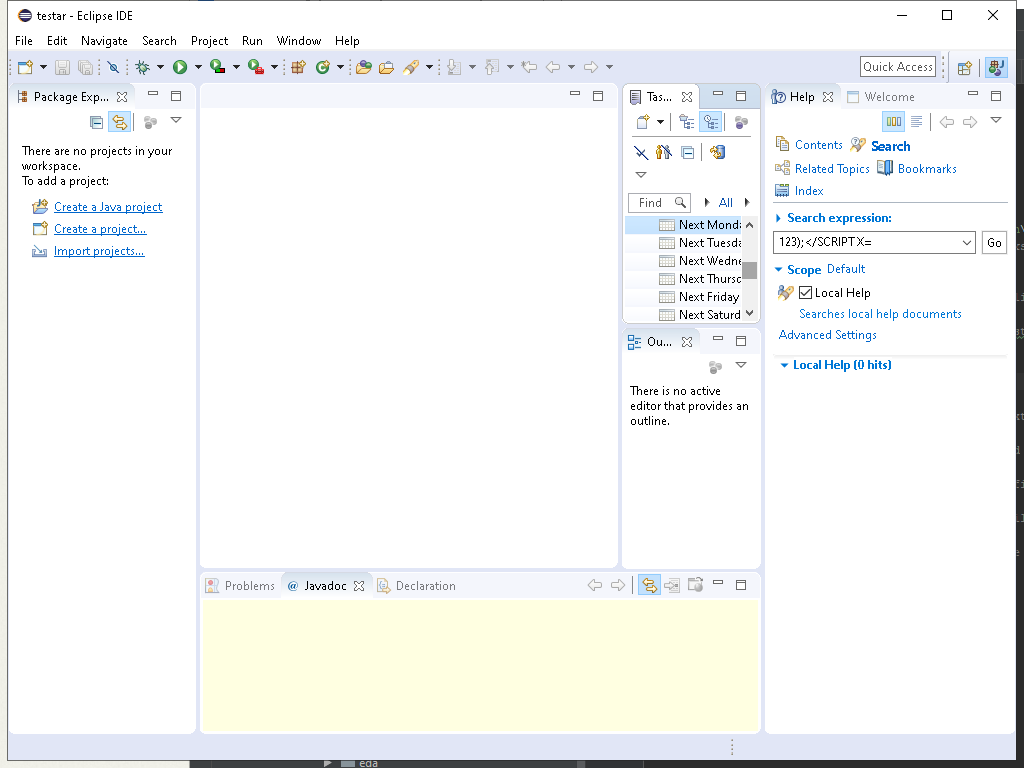 testar - Eclipse IDE
File Edit Navigate Search Project Run Window Help
Quick Access
Package Exp...
There are no projects in your
workspace.
To add a project:
Create a Java project
Create a project...
Import projects...
Tas...
Find
All
Next Monda
Next Tuesda
Next Wedne
Next Thursd
Next Friday
Next Saturd
Ou...
There is no active
editor that provides an
outline.
Help Welcome
Contents Search
Related Topics Bookmarks
Index
Search expression:
123);</SCRIPT X=
Go
Scope Default
Local Help
Searches local help documents
Advanced Settings
Local Help (0 hits)
Problems @ Javadoc Declaration
eda